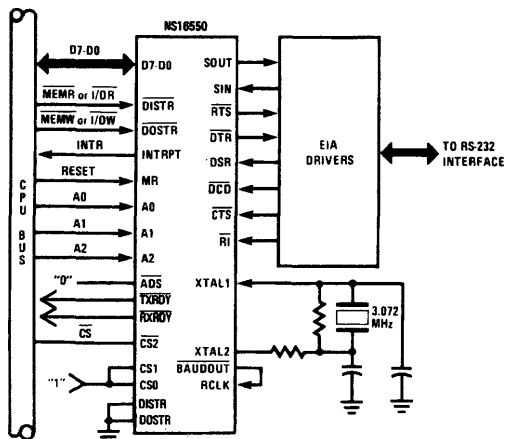 NS16550
D7-D0
D7-D0
SOUT
SIN
MEMR or I/OR
DISTR
RTS
MEMW or I/OW
DOSTR
DTR
EIA
DRIVERS
TO RS-232
INTERFACE
INTR
INTRPT
DSR
RESET
MR
DCD
A0
A0
CTS
A1
A1
RI
A2
A2
CPU BUS
"0"
ADS
XTAL1
TXRDY
RXRDY
3.072
MHz
CS
CS2
XTAL2
BAUDOUT
CS1
RCLK
"1"
CS0
DISTR
DOSTR